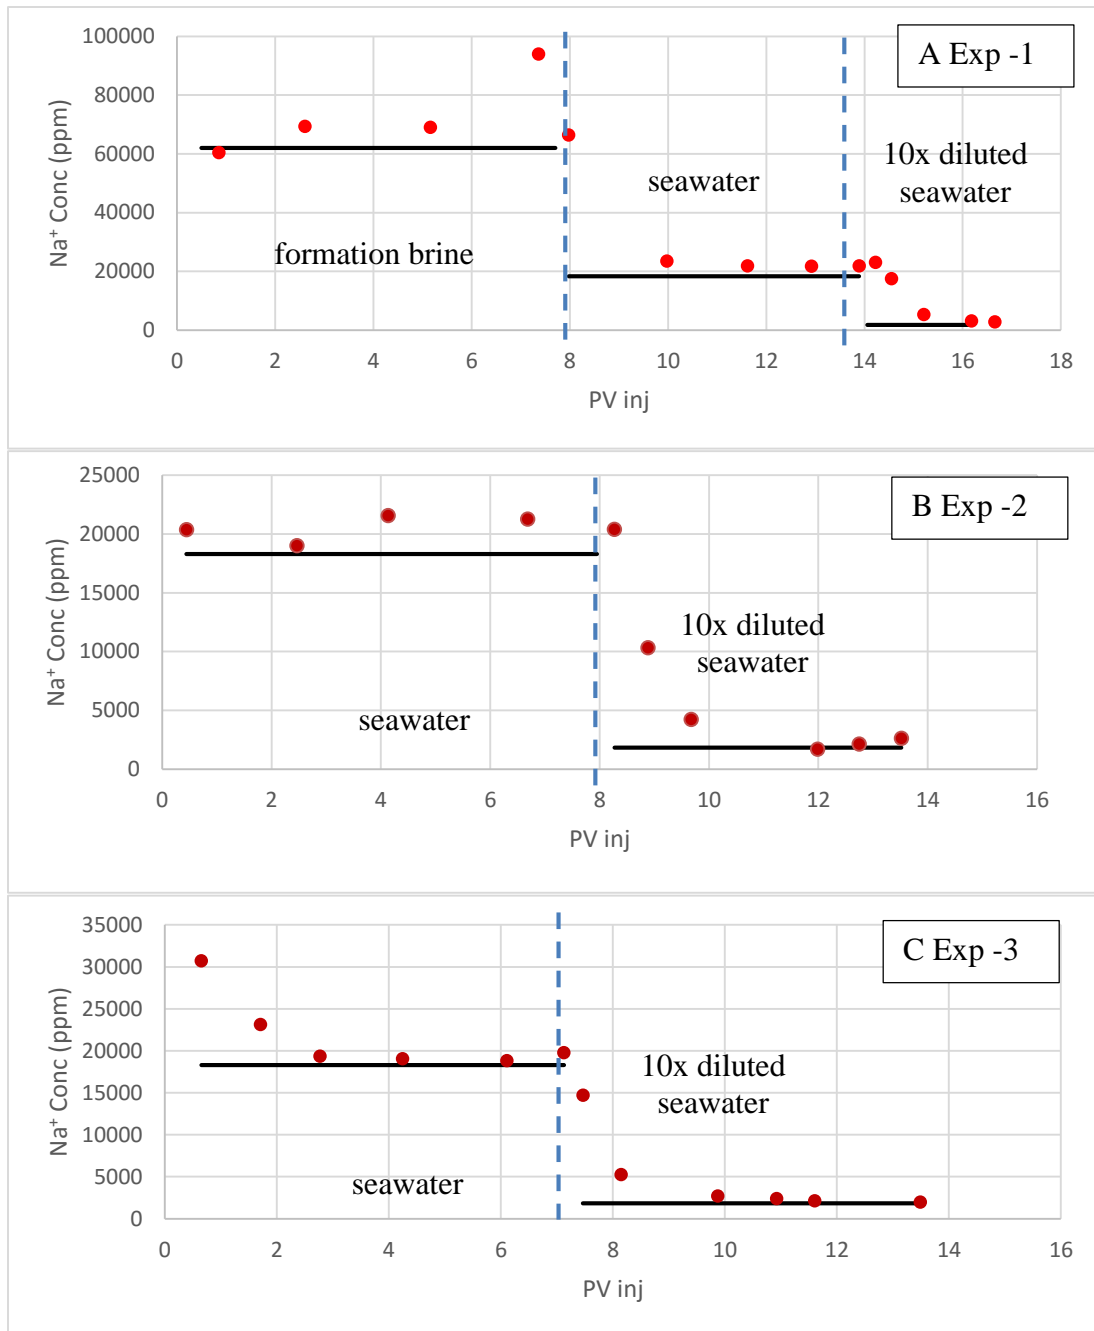 A Exp -1
100000
80000
60000
40000
20000
0
Na⁺ Conc (ppm)
formation brine
seawater
10x diluted
seawater
0 2 4 6 8 10 12 14 16 18
PV inj
B Exp -2
25000
20000
15000
10000
5000
0
Na⁺ Conc (ppm)
seawater
10x diluted
seawater
0 2 4 6 8 10 12 14 16
PV inj
C Exp -3
35000
30000
25000
20000
15000
10000
5000
0
Na⁺ Conc (ppm)
seawater
10x diluted
seawater
0 2 4 6 8 10 12 14 16
PV inj